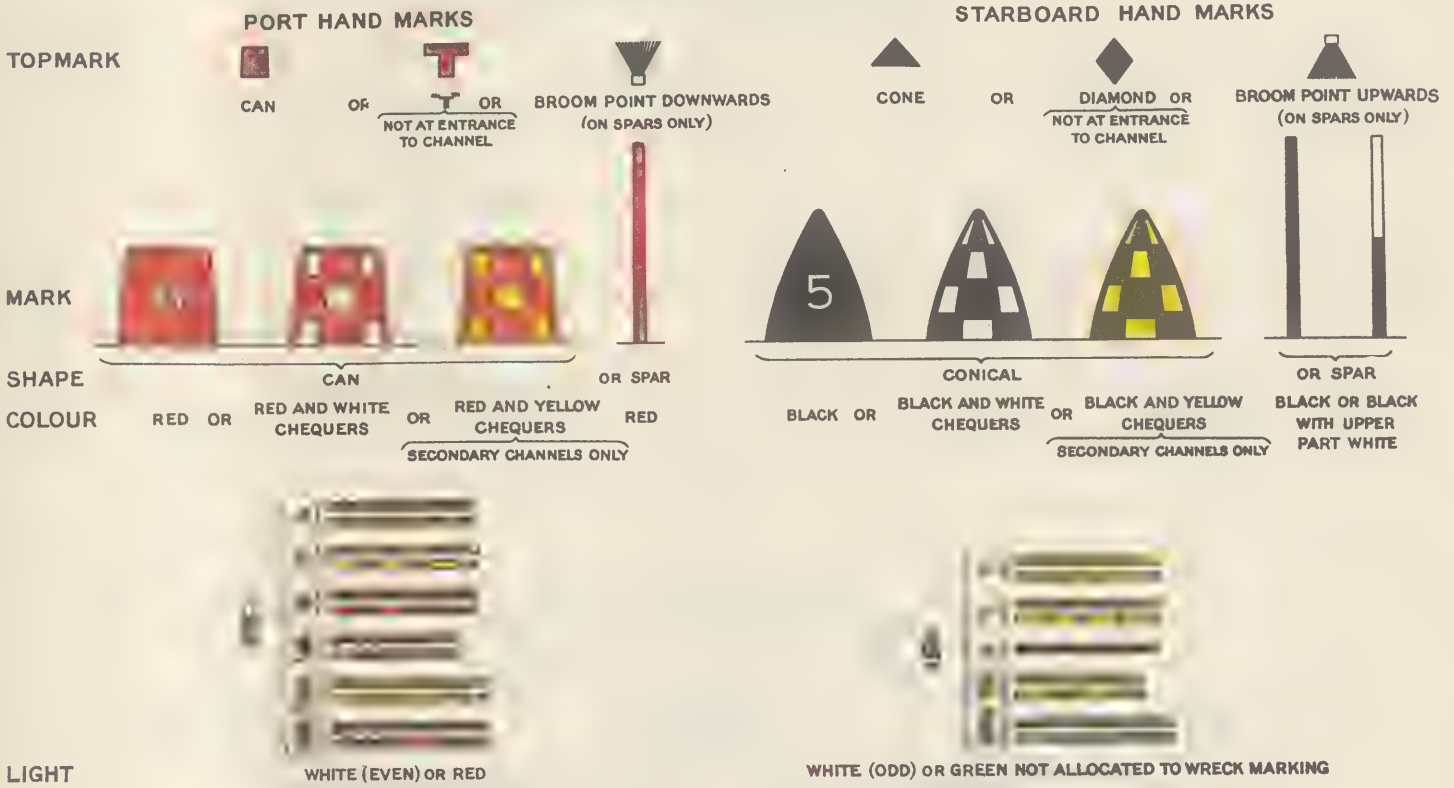 PORT HAND MARKS
STARBOARD HAND MARKS
TOPMARK
CAN OR T OR BROOM POINT DOWNWARDS
NOT AT ENTRANCE (ON SPARS ONLY)
TO CHANNEL
CONE OR DIAMOND OR BROOM POINT UPWARDS
NOT AT ENTRANCE (ON SPARS ONLY)
TO CHANNEL
MARK
5
SHAPE
CAN OR SPAR
CONICAL OR SPAR
COLOUR
RED OR RED AND WHITE CHEQUERS OR RED AND YELLOW CHEQUERS RED
SECONDARY CHANNELS ONLY
BLACK OR BLACK AND WHITE CHEQUERS OR BLACK AND YELLOW CHEQUERS
SECONDARY CHANNELS ONLY
BLACK OR BLACK
WITH UPPER
PART WHITE
LIGHT
WHITE (EVEN) OR RED
WHITE (ODD) OR GREEN NOT ALLOCATED TO WRECK MARKING